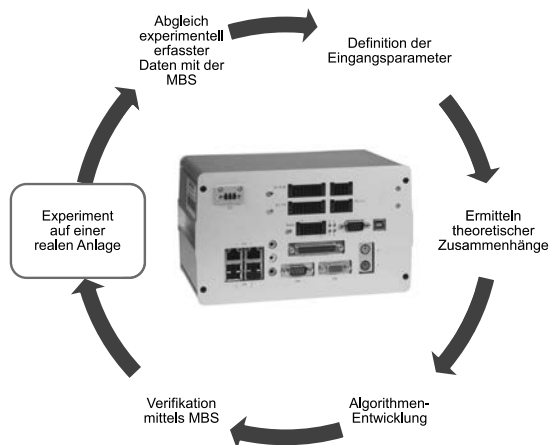 Abgleich
experimentell
erfasster
Daten mit der
MBS
Definition der
Eingangsparameter
Ermitteln
theoretischer
Zusammenhänge
Algorithmen-
Entwicklung
Verifikation
mittels MBS
Experiment
auf einer
realen Anlage